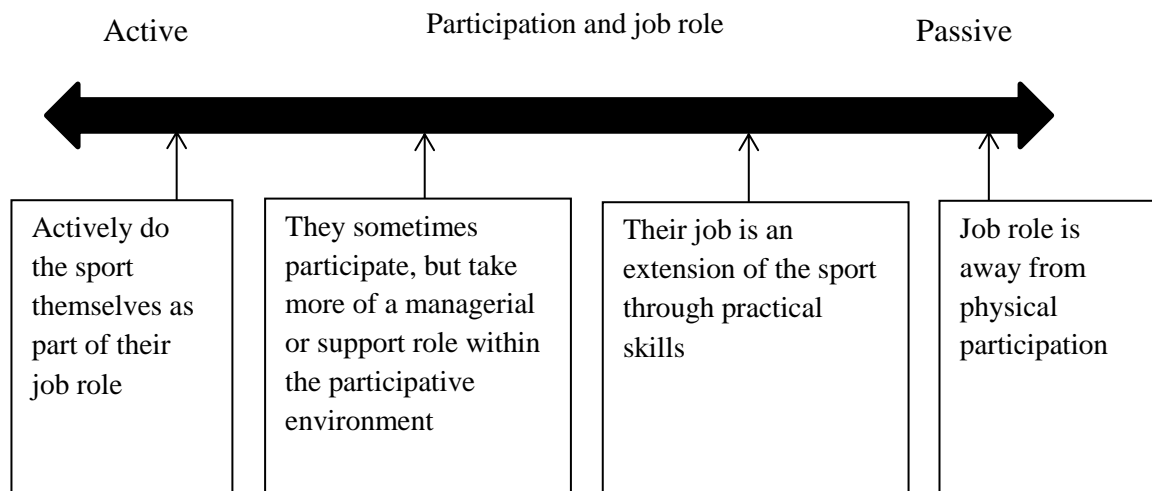 Active
Participation and job role
Passive
Actively do
the sport
themselves as
part of their
job role
They sometimes
participate, but take
more of a managerial
or support role within
the participative
environment
Their job is an
extension of the sport
through practical
skills
Job role is
away from
physical
participation